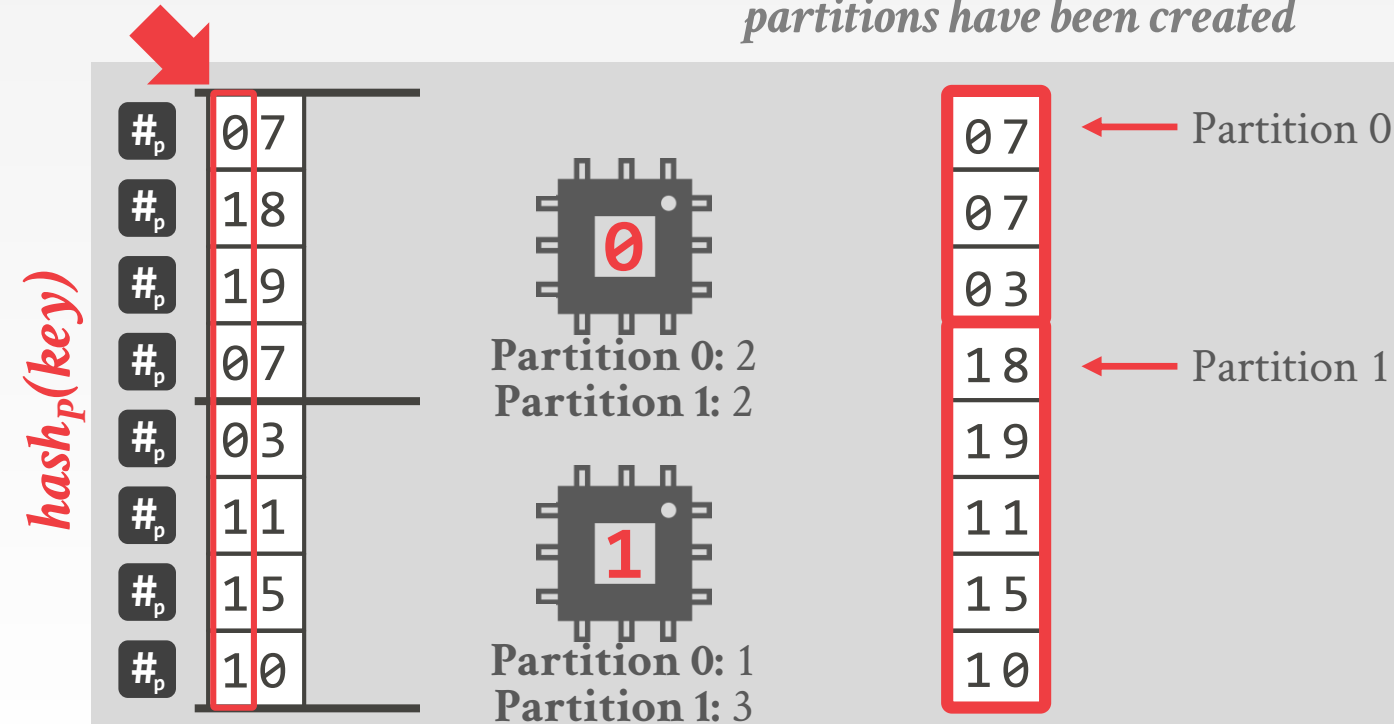 partitions have been created
hashp(key)
#p 07
#p 18
#p 19
#p 07
#p 03
#p 11
#p 15
#p 10
0
Partition 0: 2
Partition 1: 2
1
Partition 0: 1
Partition 1: 3
07
07
03
18
19
11
15
10
Partition 0
Partition 1